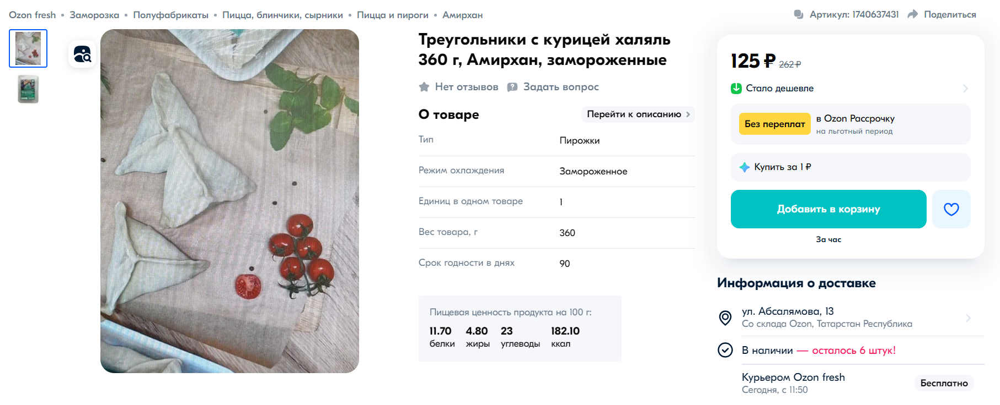 Ozon fresh • Заморозка • Полуфабрикаты • Пицца, блинчики, сырники • Пицца и пироги • Амирхан
Артикул: 1740637431
Поделиться
Треугольники с курицей халяль
360 г, Амирхан, замороженные
Нет отзывов
Задать вопрос
О товаре
Перейти к описанию
Тип Пирожки
Режим охлаждения Замороженное
Единиц в одном товаре 1
Вес товара, г 360
Срок годности в днях 90
Пищевая ценность продукта на 100 г:
11.70 4.80 23 182.10
белки жиры углеводы ккал
125 ₽ 262 ₽
Стало дешевле
Без переплат
в Ozon Рассрочку
на льготный период
Купить за 1 ₽
Добавить в корзину
За час
Информация о доставке
ул. Абсалямова, 13
Со склада Ozon, Татарстан Республика
В наличии — осталось 6 штук!
Курьером Ozon fresh
Сегодня, с 11:50
Бесплатно